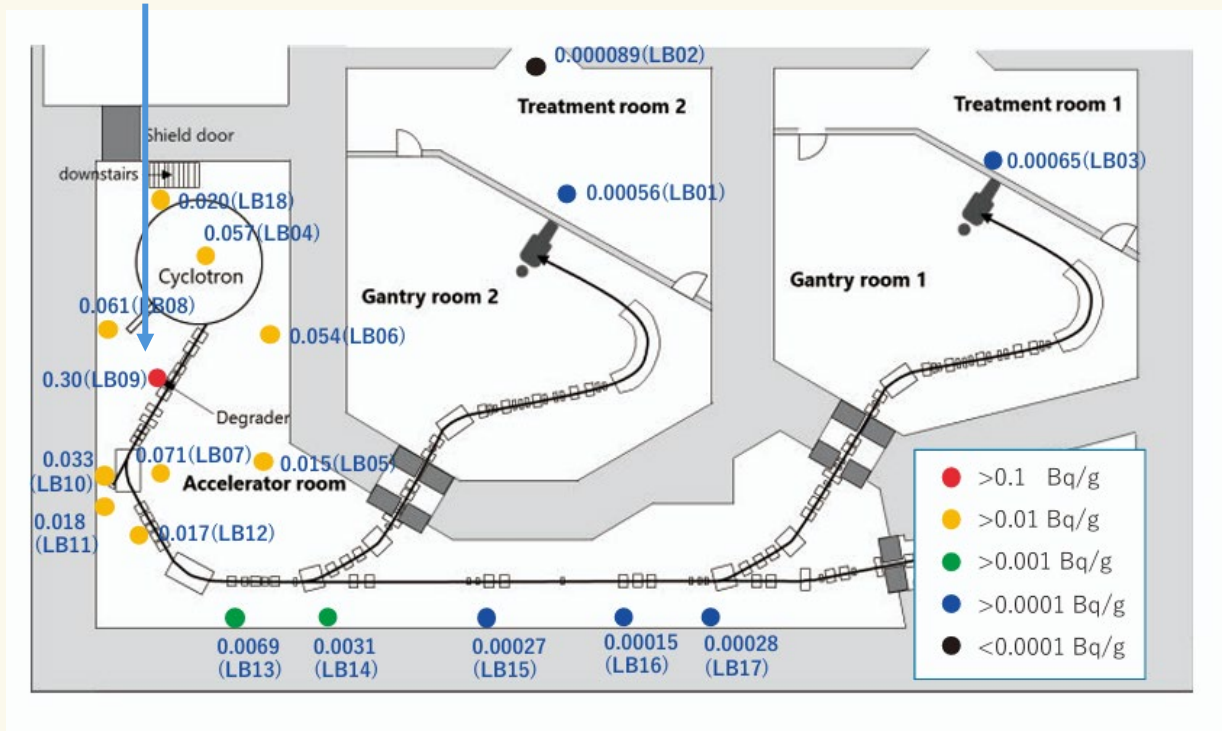 0.000089(LB02)
Treatment room 2
Treatment room 1
Shield door
downstairs
0.00065(LB03)
0.00056(LB01)
0.020(LB18)
0.057(LB04)
Cyclotron
Gantry room 2
Gantry room 1
0.061(LB08)
0.054(LB06)
0.30(LB09)
Degrader
0.071(LB07)
0.015(LB05)
0.033
(LB10)
Accelerator room
0.018
(LB11)
0.017(LB12)
0.0069
(LB13)
0.0031
(LB14)
0.00027
(LB15)
0.00015
(LB16)
0.00028
(LB17)
>0.1 Bq/g
>0.01 Bq/g
>0.001 Bq/g
>0.0001 Bq/g
<0.0001 Bq/g